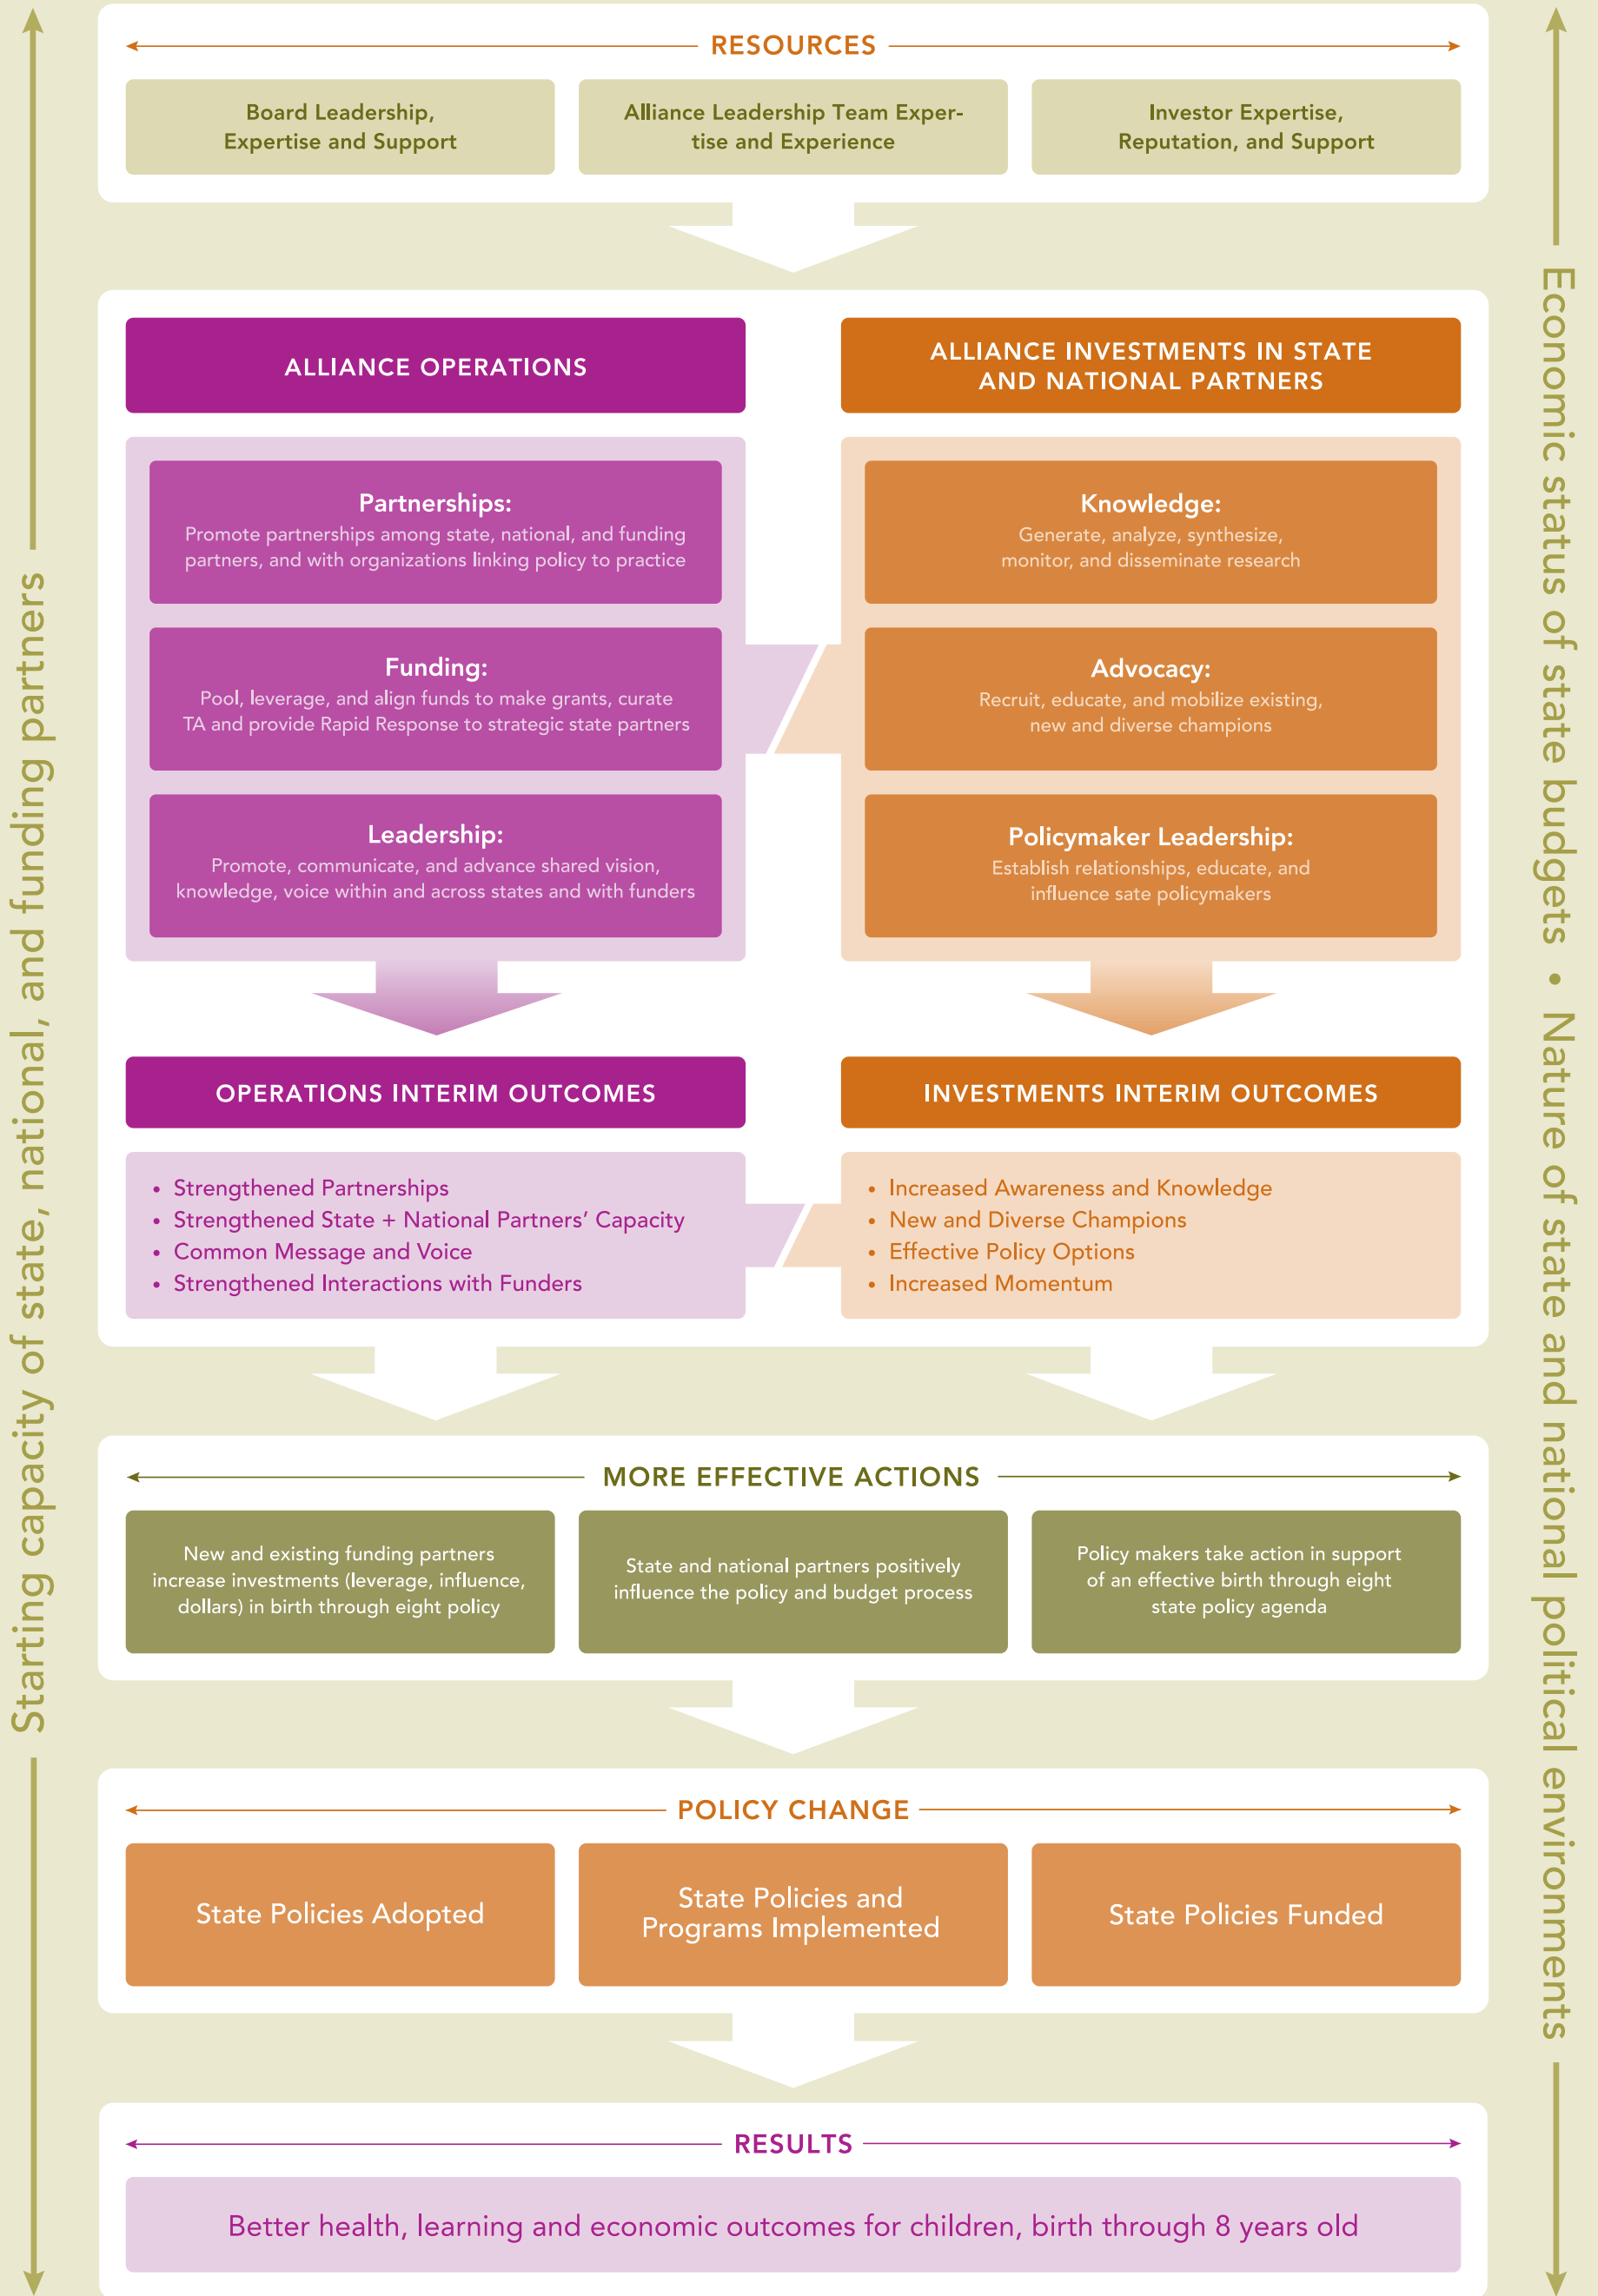 RESOURCES
Board Leadership,
Expertise and Support
Alliance Leadership Team Exper-
tise and Experience
Investor Expertise,
Reputation, and Support
ALLIANCE OPERATIONS
Partnerships:
Promote partnerships among state, national, and funding
partners, and with organizations linking policy to practice
Funding:
Pool, leverage, and align funds to make grants, curate
TA and provide Rapid Response to strategic state partners
Leadership:
Promote, communicate, and advance shared vision,
knowledge, voice within and across states and with funders
ALLIANCE INVESTMENTS IN STATE
AND NATIONAL PARTNERS
Knowledge:
Generate, analyze, synthesize,
monitor, and disseminate research
Advocacy:
Recruit, educate, and mobilize existing,
new and diverse champions
Policymaker Leadership:
Establish relationships, educate, and
influence sate policymakers
OPERATIONS INTERIM OUTCOMES
• Strengthened Partnerships
• Strengthened State + National Partners’ Capacity
• Common Message and Voice
• Strengthened Interactions with Funders
INVESTMENTS INTERIM OUTCOMES
• Increased Awareness and Knowledge
• New and Diverse Champions
• Effective Policy Options
• Increased Momentum
MORE EFFECTIVE ACTIONS
New and existing funding partners
increase investments (leverage, influence,
dollars) in birth through eight policy
State and national partners positively
influence the policy and budget process
Policy makers take action in support
of an effective birth through eight
state policy agenda
POLICY CHANGE
State Policies Adopted
State Policies and
Programs Implemented
State Policies Funded
RESULTS
Better health, learning and economic outcomes for children, birth through 8 years old
Starting capacity of state, national, and funding partners
Economic status of state budgets • Nature of state and national political environments